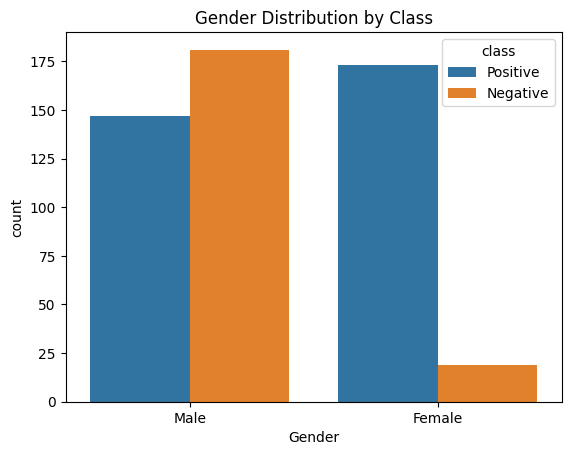 Gender Distribution by Class
class
Positive
Negative
175
150
125
100
75
50
25
0
count
Male
Female
Gender